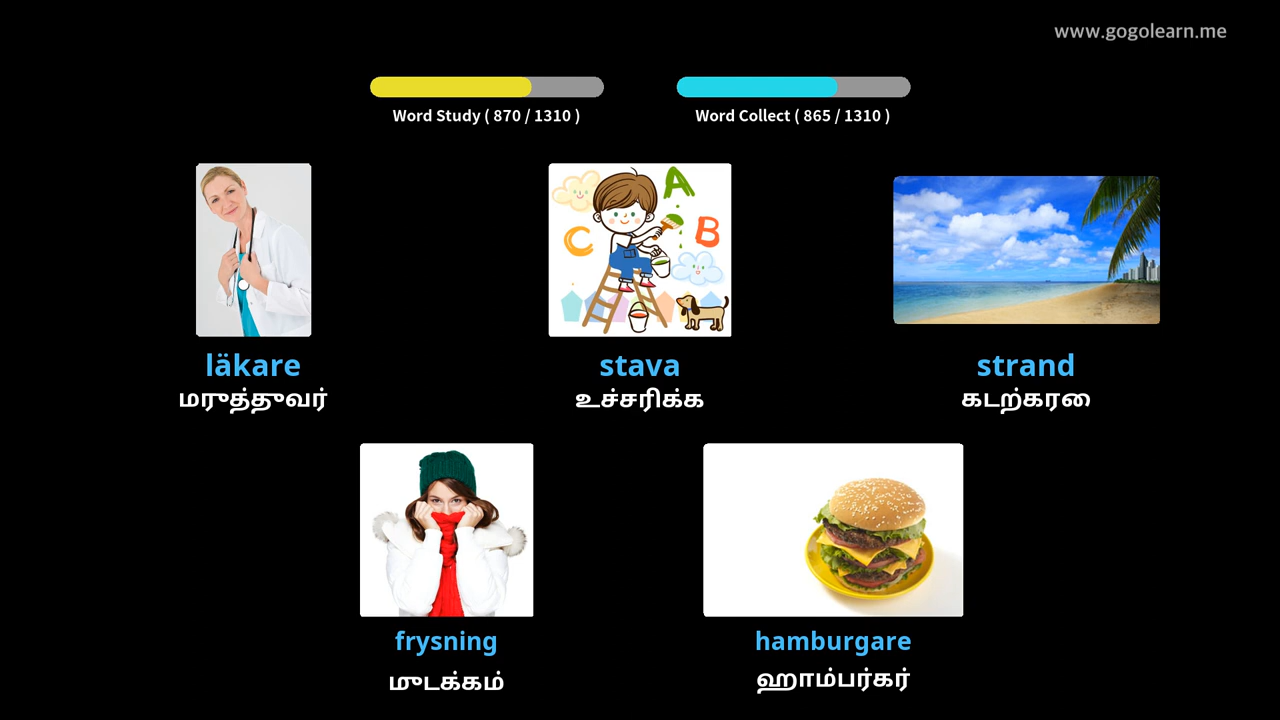 www.gogolearn.me
Word Study ( 870 / 1310 )
Word Collect ( 865 / 1310 )
läkare
stava
strand
மருத்துவர்
உச்சரிக்க
கடற்கரை
frysning
hamburgare
முடக்கம்
ஹாம்பர்கர்